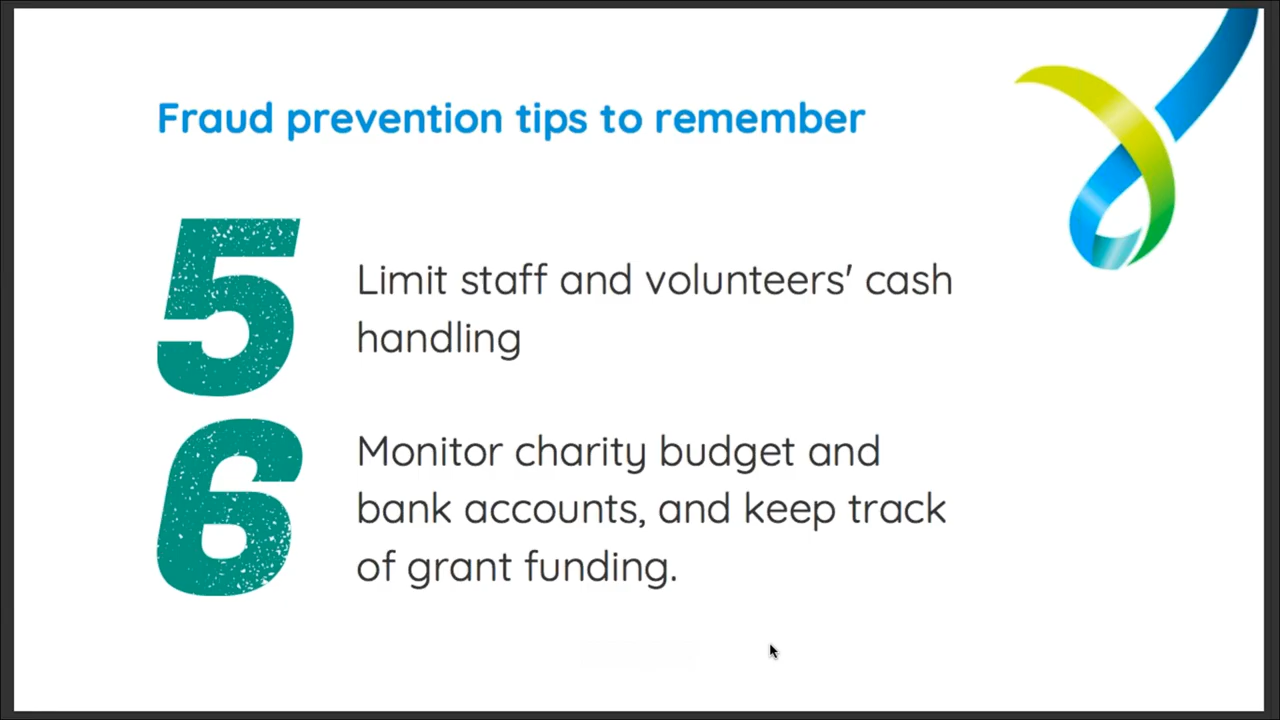 Fraud prevention tips to remember
5
Limit staff and volunteers' cash
handling
6
Monitor charity budget and
bank accounts, and keep track
of grant funding.